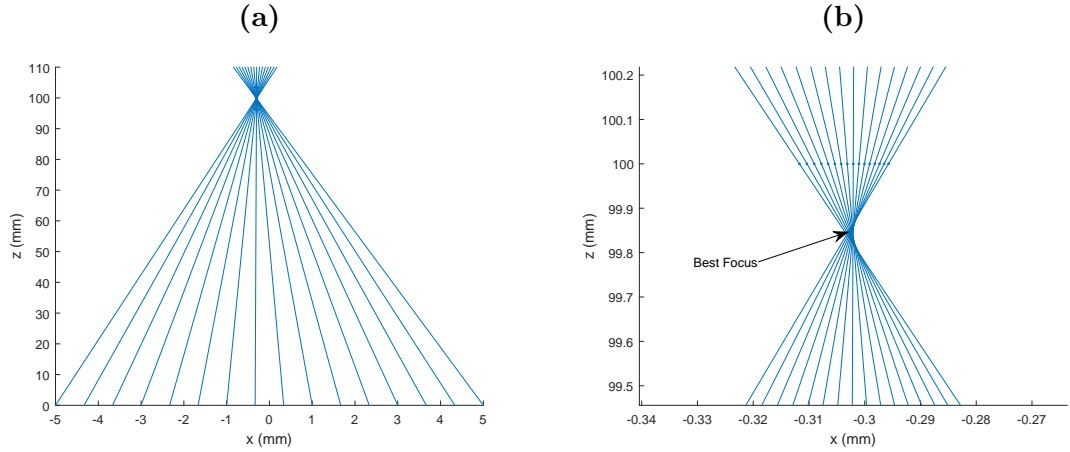 (a)
110
100
90
80
70
60
50
40
30
20
10
0
z (mm)
-5 -4 -3 -2 -1 0 1 2 3 4 5
x (mm)
(b)
100.2
100.1
100
99.9
99.8
99.7
99.6
99.5
z (mm)
Best Focus
-0.34 -0.33 -0.32 -0.31 -0.3 -0.29 -0.28 -0.27
x (mm)